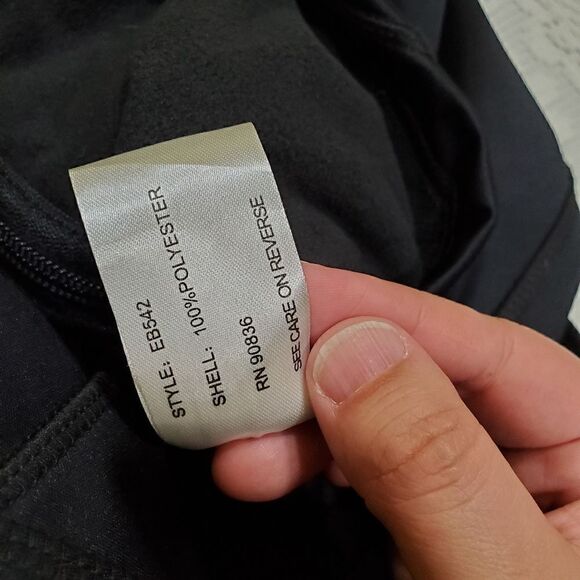 STYLE: EB542
SHELL: 100%POLYESTER
RN 90836
SEE CARE ON REVERSE